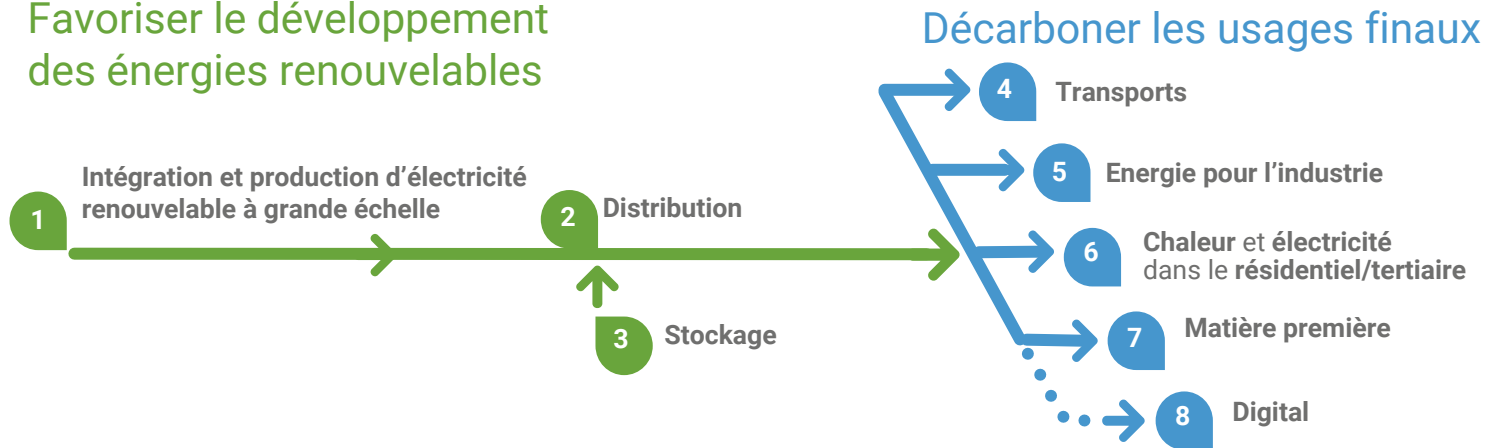 Favoriser le développement
des énergies renouvelables
Décarboner les usages finaux
1
Intégration et production d’électricité
renouvelable à grande échelle
2
Distribution
3
Stockage
4
Transports
5
Energie pour l’industrie
6
Chaleur et électricité
dans le résidentiel/tertiaire
7
Matière première
8
Digital